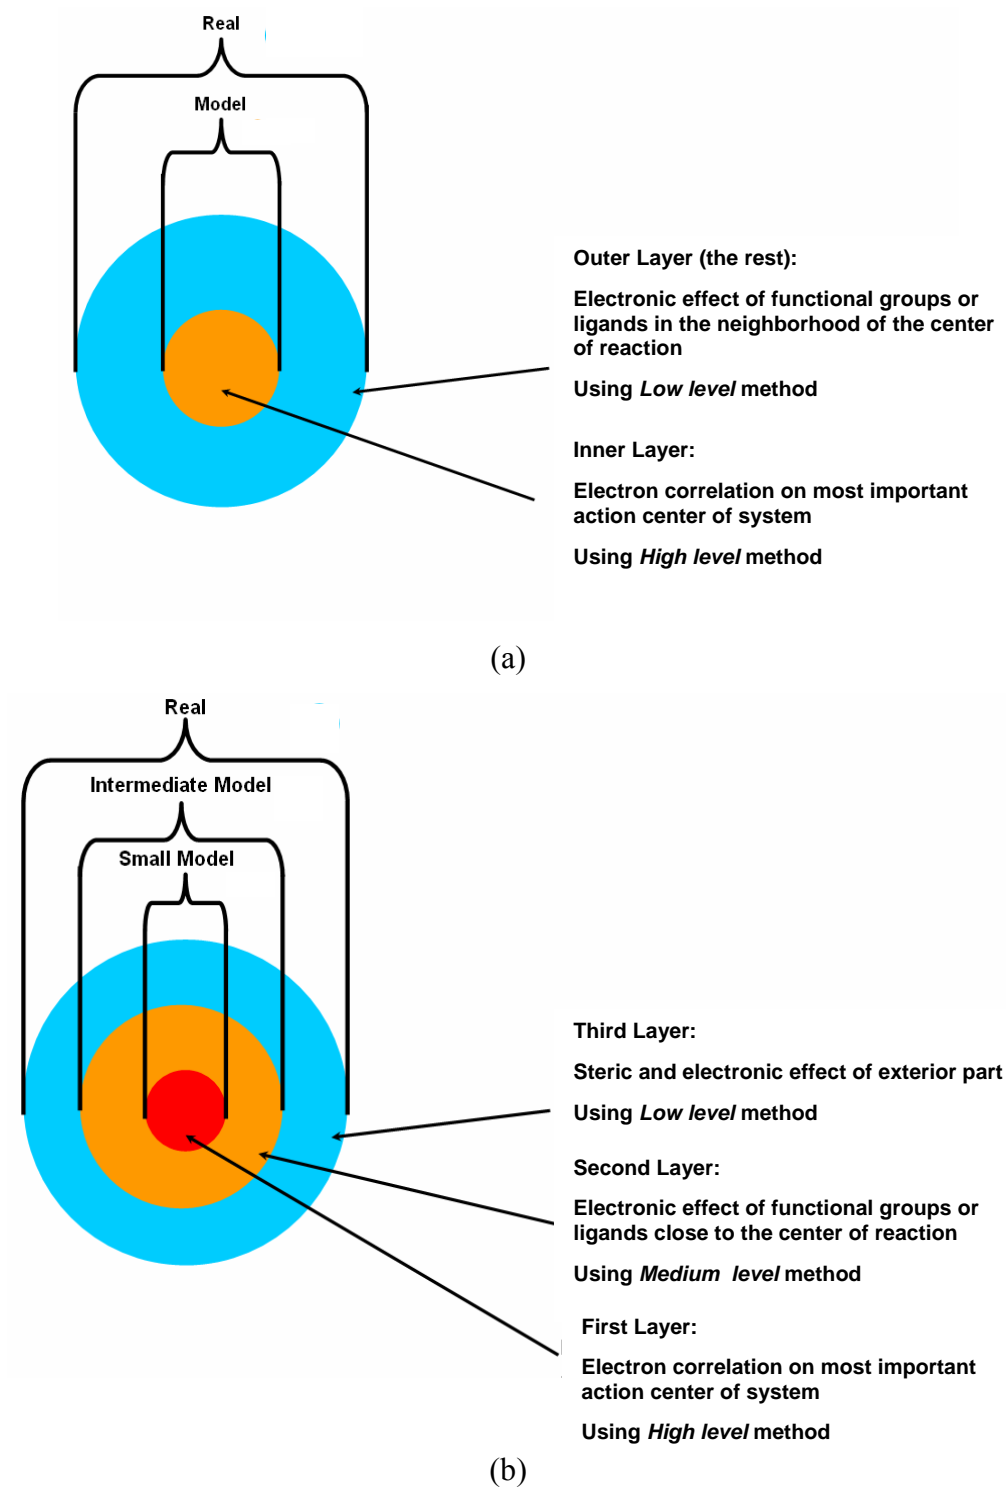 Real
Model
Outer Layer (the rest):
Electronic effect of functional groups or
ligands in the neighborhood of the center
of reaction
Using Low level method
Inner Layer:
Electron correlation on most important
action center of system
Using High level method
(a)
Real
Intermediate Model
Small Model
Third Layer:
Steric and electronic effect of exterior part
Using Low level method
Second Layer:
Electronic effect of functional groups or
ligands close to the center of reaction
Using Medium level method
First Layer:
Electron correlation on most important
action center of system
Using High level method
(b)